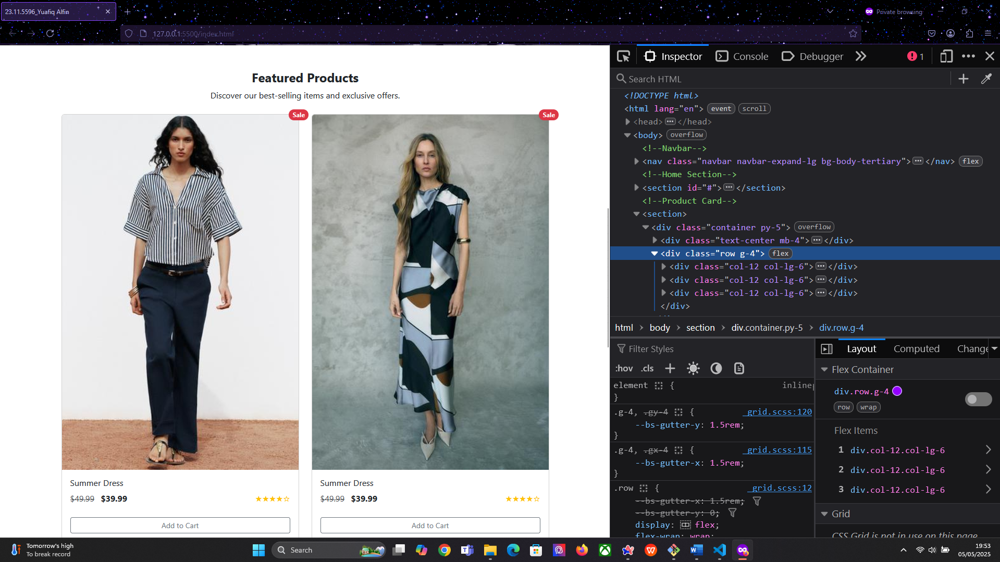 23.11.5596_Yuafiq Alfin
Private browsing
127.0.0.1:5500/index.html
Featured Products
Discover our best-selling items and exclusive offers.
Sale
Sale
Summer Dress
$49.99 $39.99 ★★★★☆
Add to Cart
Summer Dress
$49.99 $39.99 ★★★★☆
Add to Cart
Inspector
Console
Debugger
1
Search HTML
<!DOCTYPE html>
<html lang="en"> event scroll
<head> ••• </head>
<body> overflow
<!--Navbar-->
<nav class="navbar navbar-expand-lg bg-body-tertiary"> ••• </nav> flex
<!--Home Section-->
<section id="#"> ••• </section>
<!--Product Card-->
<section>
<div class="container py-5"> overflow
<div class="text-center mb-4"> ••• </div>
<div class="row g-4"> flex
<div class="col-12 col-lg-6"> ••• </div>
<div class="col-12 col-lg-6"> ••• </div>
<div class="col-12 col-lg-6"> ••• </div>
</div>
html > body > section > div.container.py-5 > div.row.g-4
Filter Styles
:hov .cls
element { inline
}
.g-4, .gy-4 { _grid.scss:120
--bs-gutter-y: 1.5rem;
}
.g-4, .gx-4 { _grid.scss:115
--bs-gutter-x: 1.5rem;
}
.row { _grid.scss:12
--bs-gutter-x: 1.5rem;
--bs-gutter-y: 0;
display: flex;
flex-wrap: wrap;
Layout
Computed
Change
Flex Container
div.row.g-4
row wrap
Flex Items
1 div.col-12.col-lg-6
2 div.col-12.col-lg-6
3 div.col-12.col-lg-6
Grid
CSS Grid is not in use on this page
Tomorrow's high
To break record
Search
19:53
05/05/2025